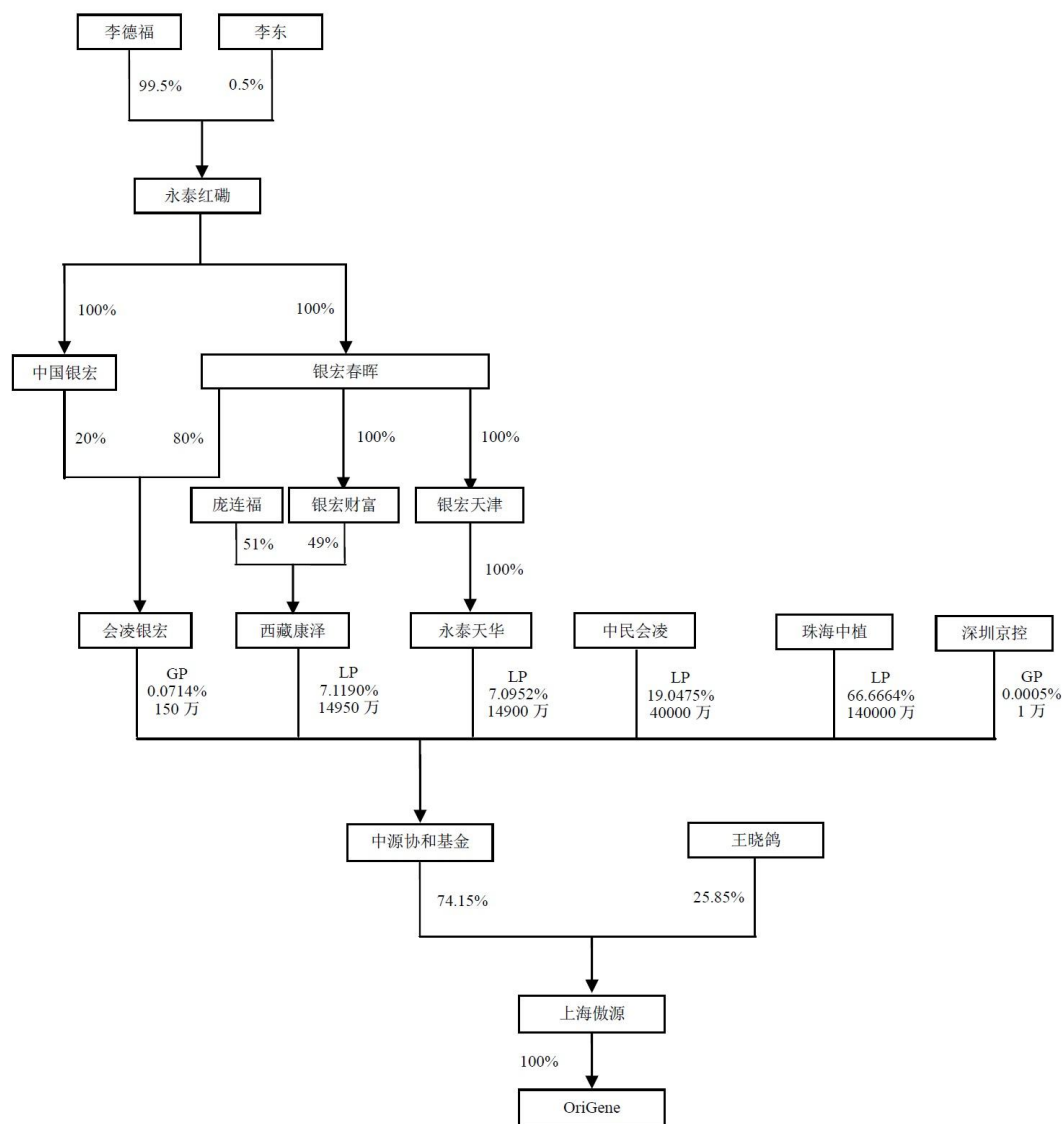 李德福
李东
99.5%
0.5%
永泰红磡
100%
100%
中国银宏
银宏春晖
20%
80%
100%
100%
庞连福
银宏财富
银宏天津
51%
49%
100%
会凌银宏
西藏康泽
永泰天华
中民会凌
珠海中植
深圳京控
GP
0.0714%
150 万
LP
7.1190%
14950 万
LP
7.0952%
14900 万
LP
19.0475%
40000 万
LP
66.6664%
140000 万
GP
0.0005%
1 万
中源协和基金
王晓鸽
74.15%
25.85%
上海傲源
100%
OriGene